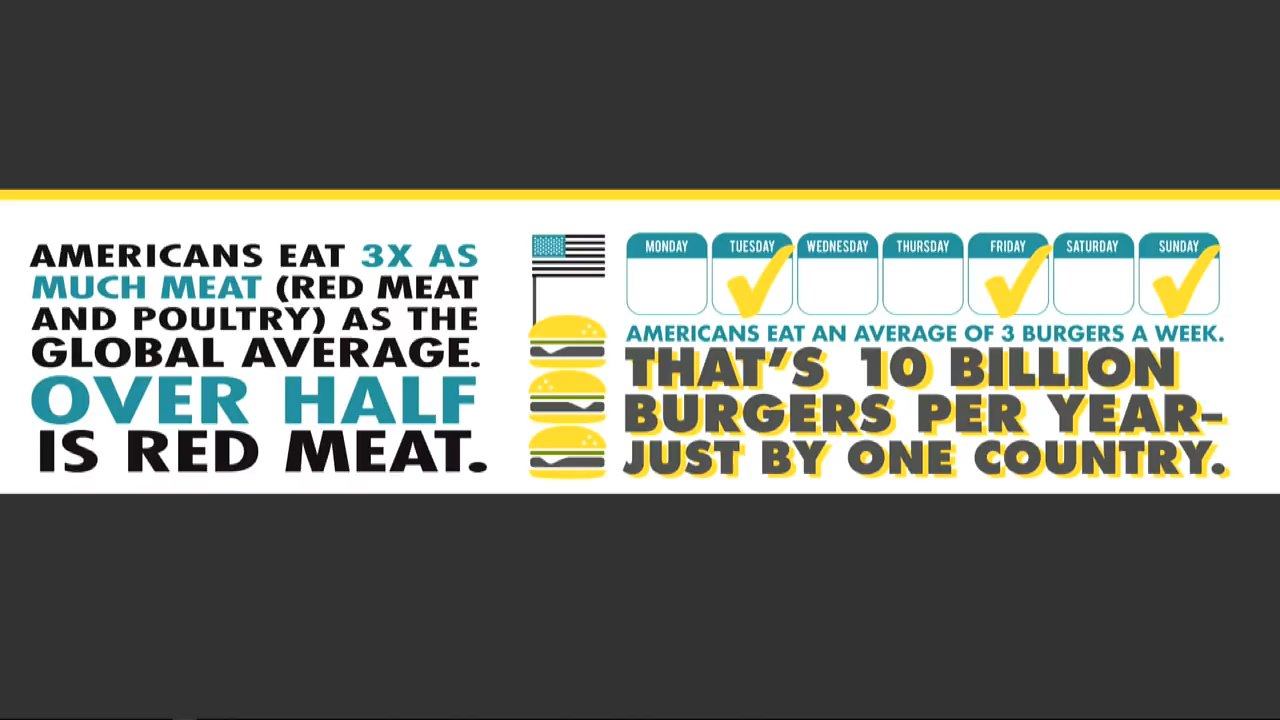 AMERICANS EAT 3X AS
MUCH MEAT (RED MEAT
AND POULTRY) AS THE
GLOBAL AVERAGE.
OVER HALF
IS RED MEAT.
MONDAY TUESDAY WEDNESDAY THURSDAY FRIDAY SATURDAY SUNDAY
AMERICANS EAT AN AVERAGE OF 3 BURGERS A WEEK.
THAT'S 10 BILLION
BURGERS PER YEAR–
JUST BY ONE COUNTRY.